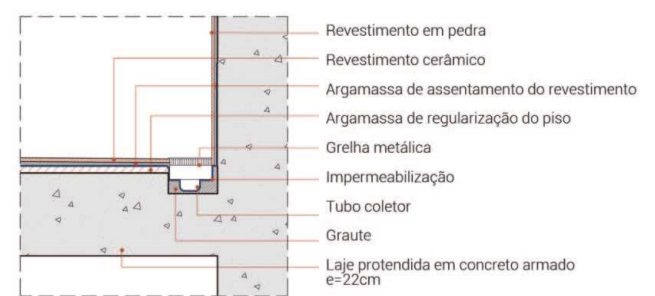 Revestimento em pedra
Revestimento cerâmico
Argamassa de assentamento do revestimento
Argamassa de regularização do piso
Grelha metálica
Impermeabilização
Tubo coletor
Graute
Laje protendida em concreto armado
e=22cm